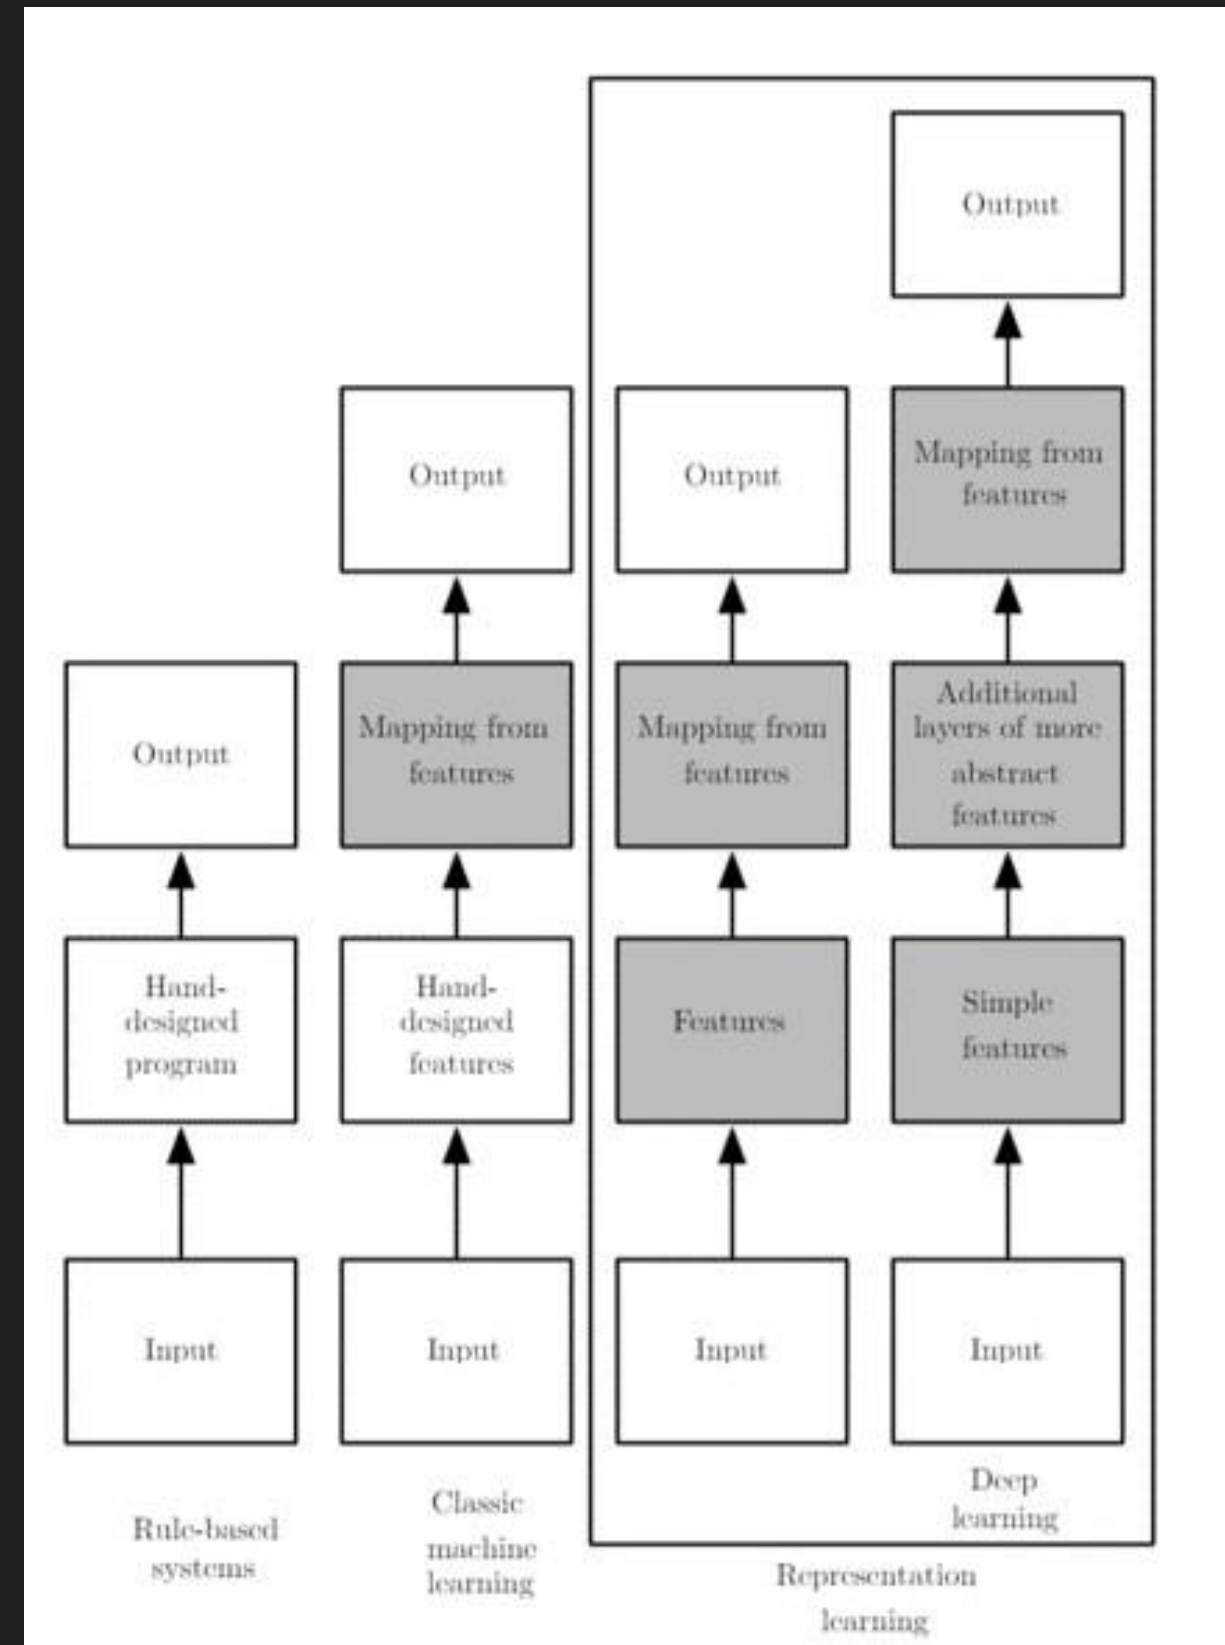 Output
Output
Output
Mapping from
features
Output
Mapping from
features
Mapping from
features
Additional
layers of more
abstract
features
Hand-
designed
program
Hand-
designed
features
Features
Simple
features
Input
Input
Input
Input
Rule-based
systems
Classic
machine
learning
Deep
learning
Representation
learning